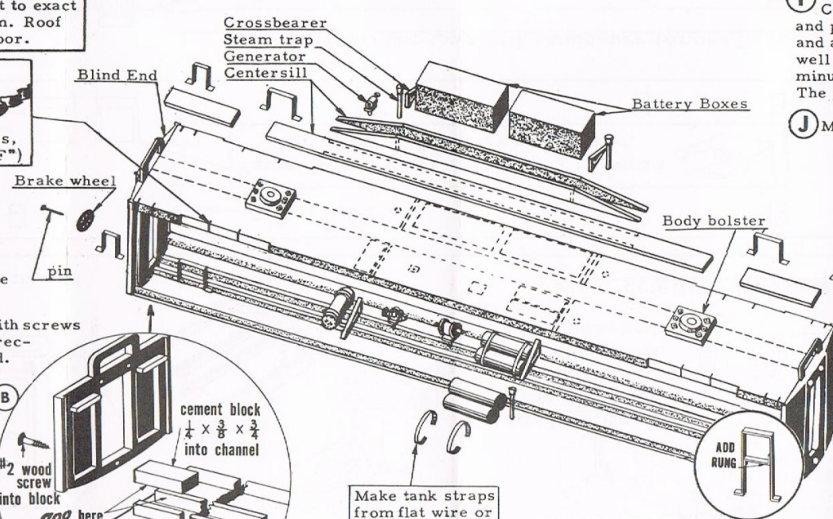 t to exact
n. Roof
oor.
s,
F")
Crossbearer
Steam trap
Generator
Centersill
Blind End
Brake wheel
pin
Battery Boxes
Body bolster
C
and p
and a
well
minu
The
J M
e
ith screws
rec-
d.
B
cement block
1/4 x 3/8 x 3/4
into channel
#2 wood
screw
into block
here
ADD
RUNG
Make tank straps
from flat wire or